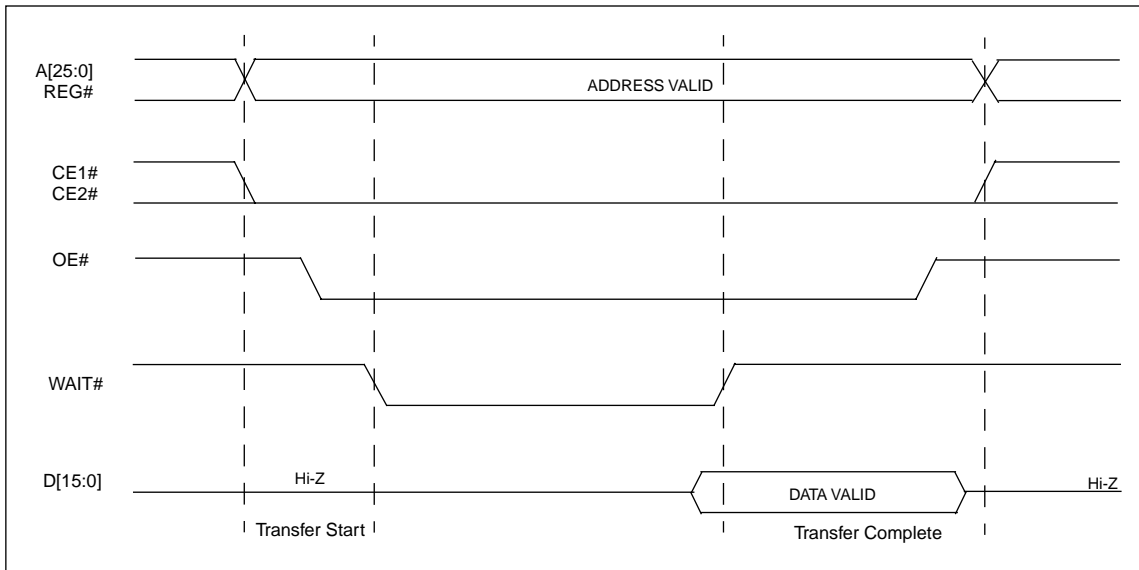 A[25:0]
REG#
ADDRESS VALID
CE1#
CE2#
OE#
WAIT#
D[15:0]
Hi-Z
DATA VALID
Hi-Z
Transfer Start
Transfer Complete